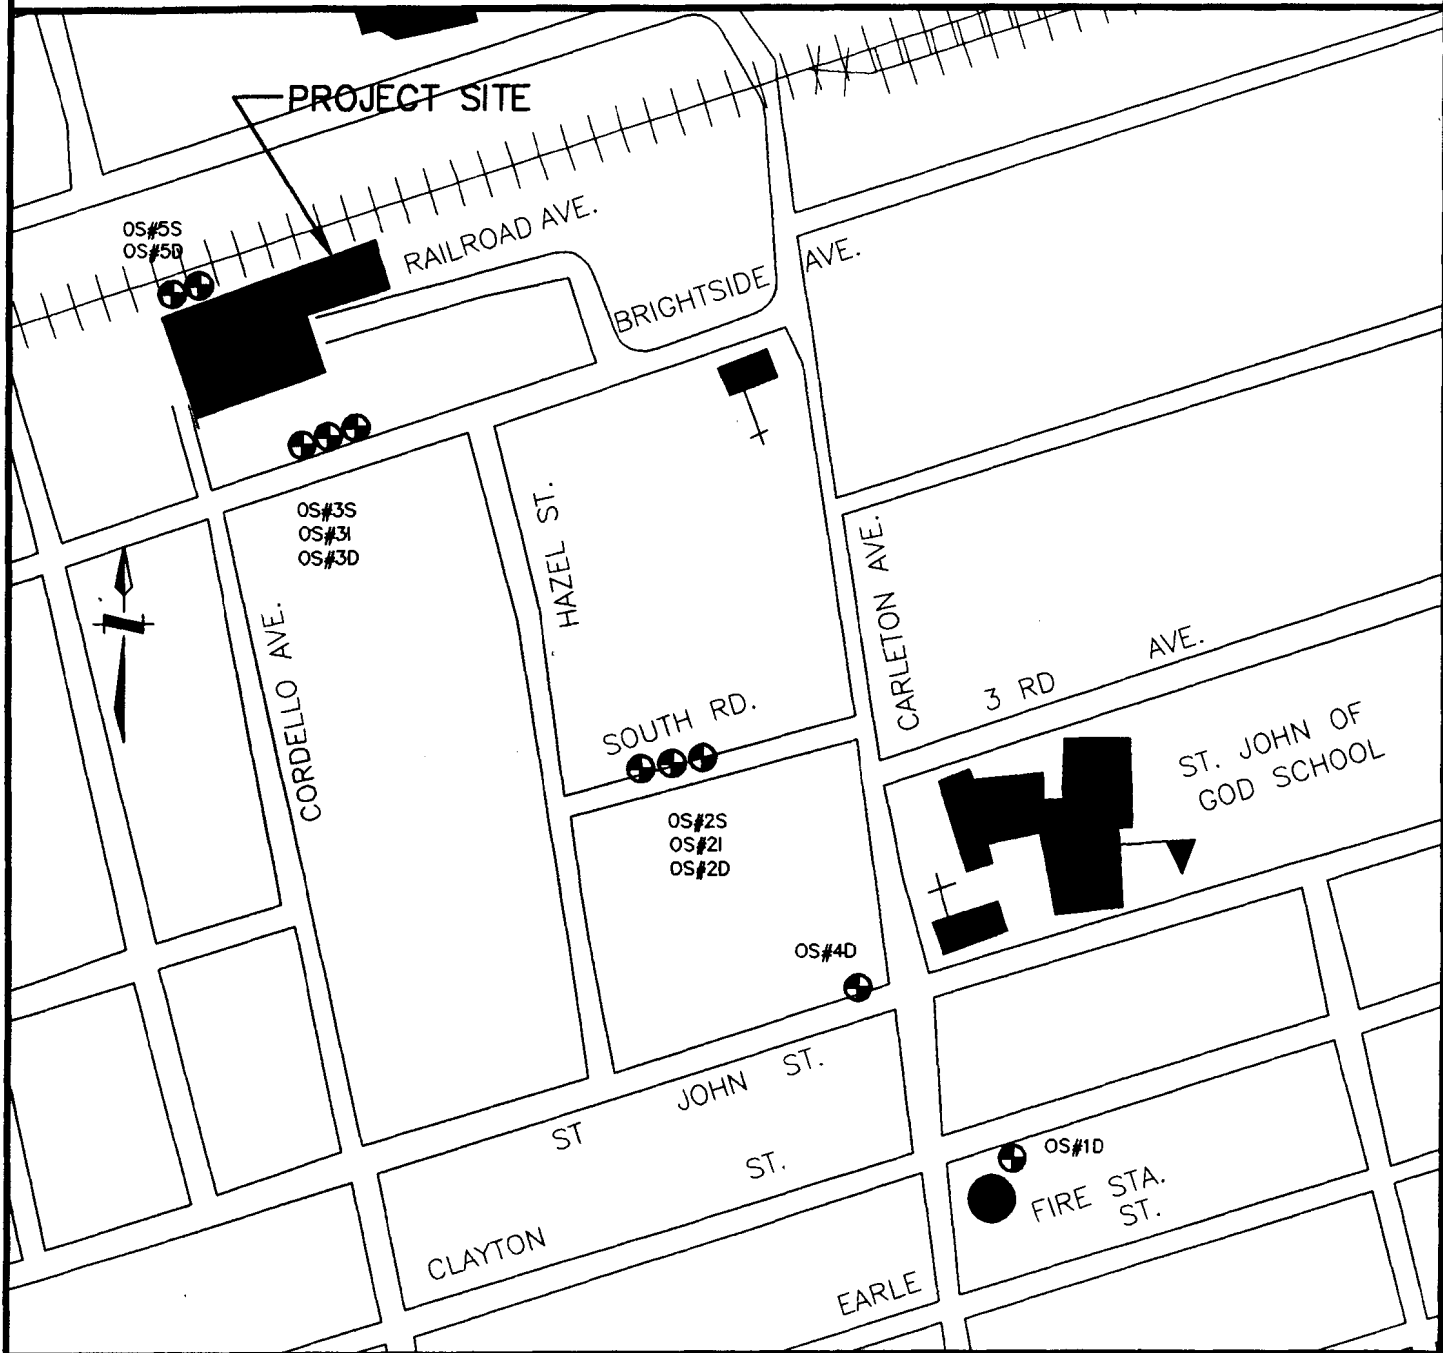 PROJECT SITE
OS#5S
OS#5D
RAILROAD AVE.
BRIGHTSIDE AVE.
OS#3S
OS#3I
OS#3D
HAZEL ST.
CARLETON AVE.
CORDELLO AVE.
3 RD AVE.
SOUTH RD.
ST. JOHN OF
GOD SCHOOL
OS#2S
OS#2I
OS#2D
OS#4D
ST JOHN ST.
OS#1D
FIRE STA.
CLAYTON ST.
EARLE ST.